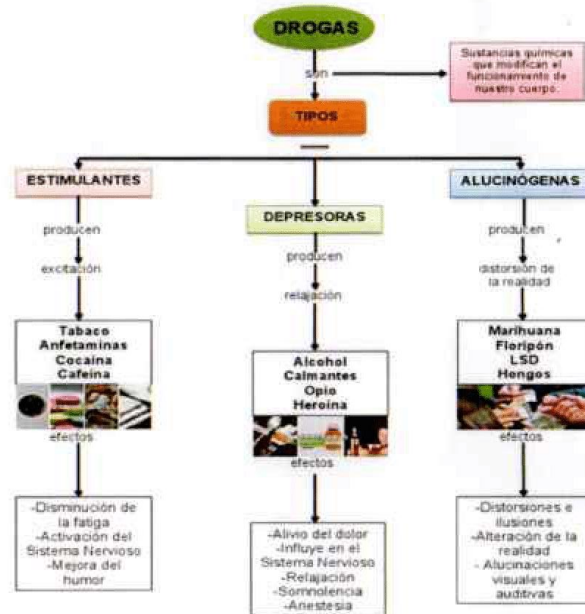 DROGAS
son
Sustancias químicas
que modifican el
funcionamiento de
nuestro cuerpo.
TIPOS
ESTIMULANTES
producen
excitación
Tabaco
Anfetaminas
Cocaína
Cafeína
efectos
-Disminución de
la fatiga
-Activación del
Sistema Nervioso
-Mejora del
humor
DEPRESORAS
producen
relajación
Alcohol
Calmantes
Opio
Heroína
efectos
-Alivio del dolor
-Influye en el
Sistema Nervioso
-Relajación
-Somnolencia
-Anestesia
ALUCINÓGENAS
producen
distorsión de
la realidad
Marihuana
Floripón
LSD
Hongos
efectos
-Distorsiones e
ilusiones
-Alteración de la
realidad
- Alucinaciones
visuales y
auditivas